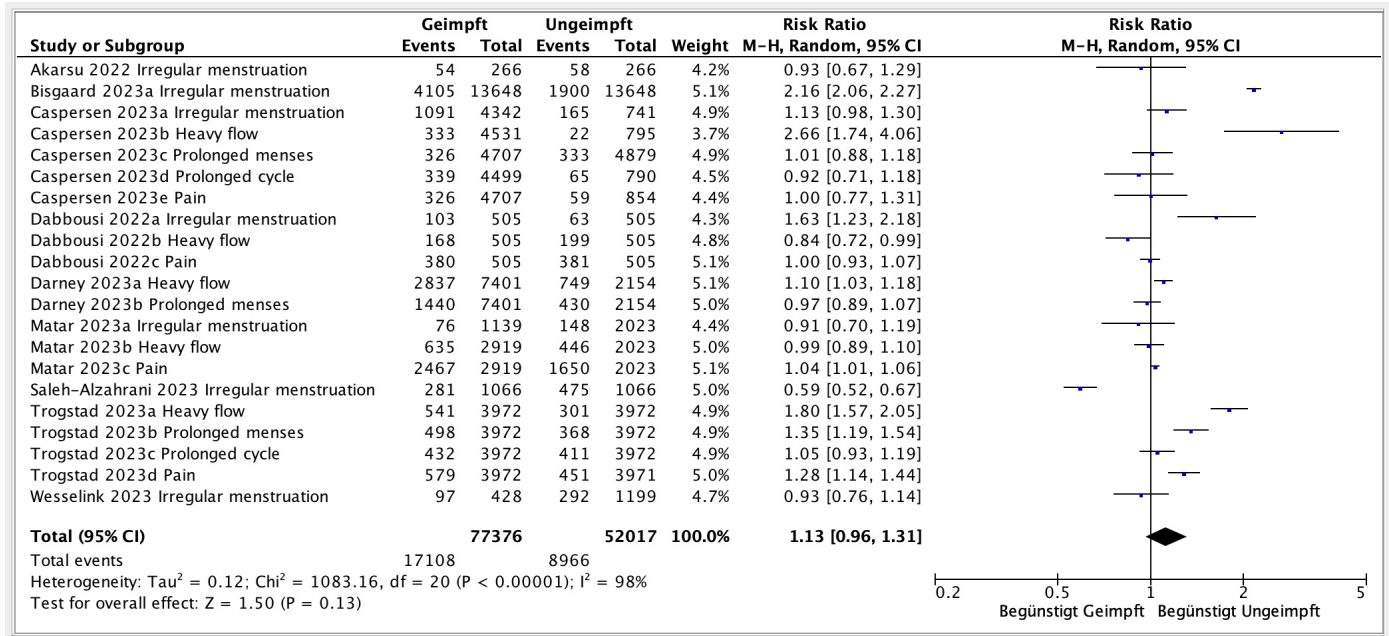 Geimpft Ungeimpft Risk Ratio Risk Ratio
Study or Subgroup Events Total Events Total Weight M-H, Random, 95% CI M-H, Random, 95% CI
Akarsu 2022 Irregular menstruation 54 266 58 266 4.2% 0.93 [0.67, 1.29]
Bisgaard 2023a Irregular menstruation 4105 13648 1900 13648 5.1% 2.16 [2.06, 2.27]
Caspersen 2023a Irregular menstruation 1091 4342 165 741 4.9% 1.13 [0.98, 1.30]
Caspersen 2023b Heavy flow 333 4531 22 795 3.7% 2.66 [1.74, 4.06]
Caspersen 2023c Prolonged menses 326 4707 333 4879 4.9% 1.01 [0.88, 1.18]
Caspersen 2023d Prolonged cycle 339 4499 65 790 4.5% 0.92 [0.71, 1.18]
Caspersen 2023e Pain 326 4707 59 854 4.4% 1.00 [0.77, 1.31]
Dabbousi 2022a Irregular menstruation 103 505 63 505 4.3% 1.63 [1.23, 2.18]
Dabbousi 2022b Heavy flow 168 505 199 505 4.8% 0.84 [0.72, 0.99]
Dabbousi 2022c Pain 380 505 381 505 5.1% 1.00 [0.93, 1.07]
Darney 2023a Heavy flow 2837 7401 749 2154 5.1% 1.10 [1.03, 1.18]
Darney 2023b Prolonged menses 1440 7401 430 2154 5.0% 0.97 [0.89, 1.07]
Matar 2023a Irregular menstruation 76 1139 148 2023 4.4% 0.91 [0.70, 1.19]
Matar 2023b Heavy flow 635 2919 446 2023 5.0% 0.99 [0.89, 1.10]
Matar 2023c Pain 2467 2919 1650 2023 5.1% 1.04 [1.01, 1.06]
Saleh-Alzahrani 2023 Irregular menstruation 281 1066 475 1066 5.0% 0.59 [0.52, 0.67]
Trogstad 2023a Heavy flow 541 3972 301 3972 4.9% 1.80 [1.57, 2.05]
Trogstad 2023b Prolonged menses 498 3972 368 3972 4.9% 1.35 [1.19, 1.54]
Trogstad 2023c Prolonged cycle 432 3972 411 3972 4.9% 1.05 [0.93, 1.19]
Trogstad 2023d Pain 579 3972 451 3971 5.0% 1.28 [1.14, 1.44]
Wesselink 2023 Irregular menstruation 97 428 292 1199 4.7% 0.93 [0.76, 1.14]
Total (95% CI) 77376 52017 100.0% 1.13 [0.96, 1.31]
Total events 17108 8966
Heterogeneity: Tau² = 0.12; Chi² = 1083.16, df = 20 (P < 0.00001); I² = 98%
Test for overall effect: Z = 1.50 (P = 0.13)
0.2 0.5 1 2 5
Begünstigt Geimpft Begünstigt Ungeimpft